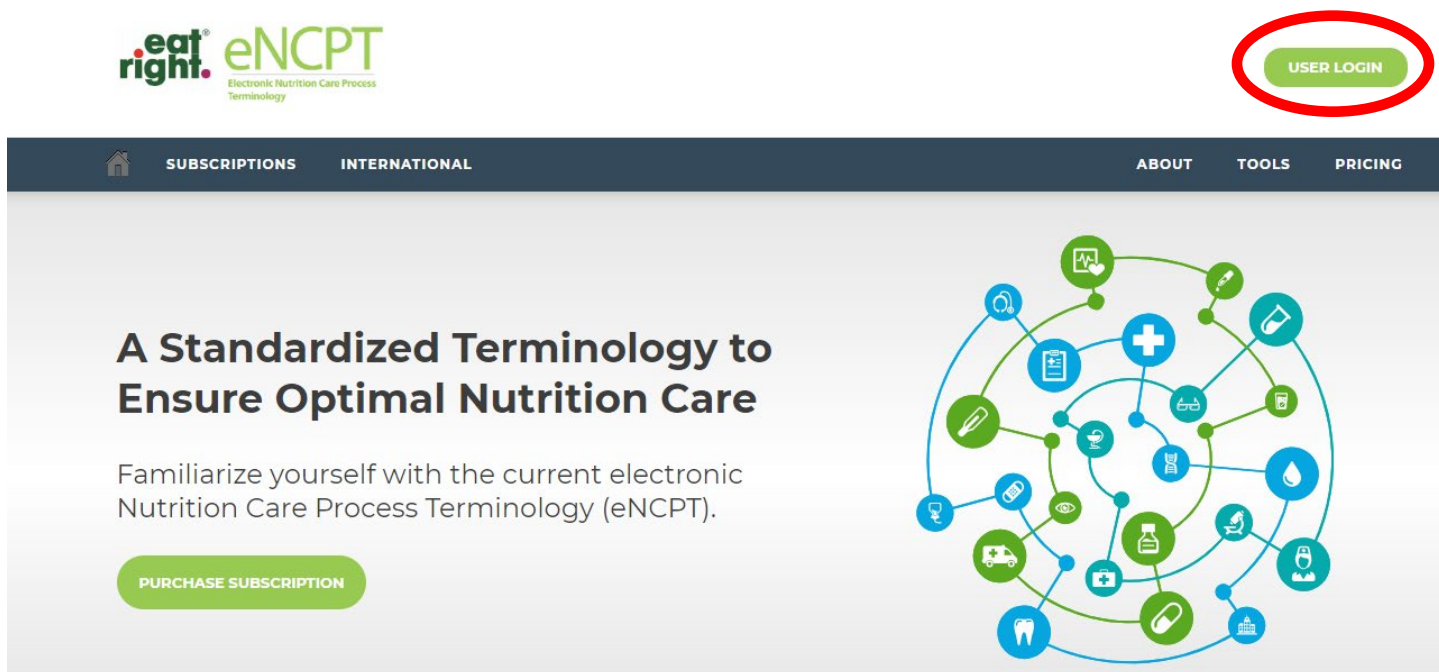 eat®
right.
eNCPT
Electronic Nutrition Care Process
Terminology
USER LOGIN
SUBSCRIPTIONS INTERNATIONAL ABOUT TOOLS PRICING
A Standardized Terminology to
Ensure Optimal Nutrition Care
Familiarize yourself with the current electronic
Nutrition Care Process Terminology (eNCPT).
PURCHASE SUBSCRIPTION